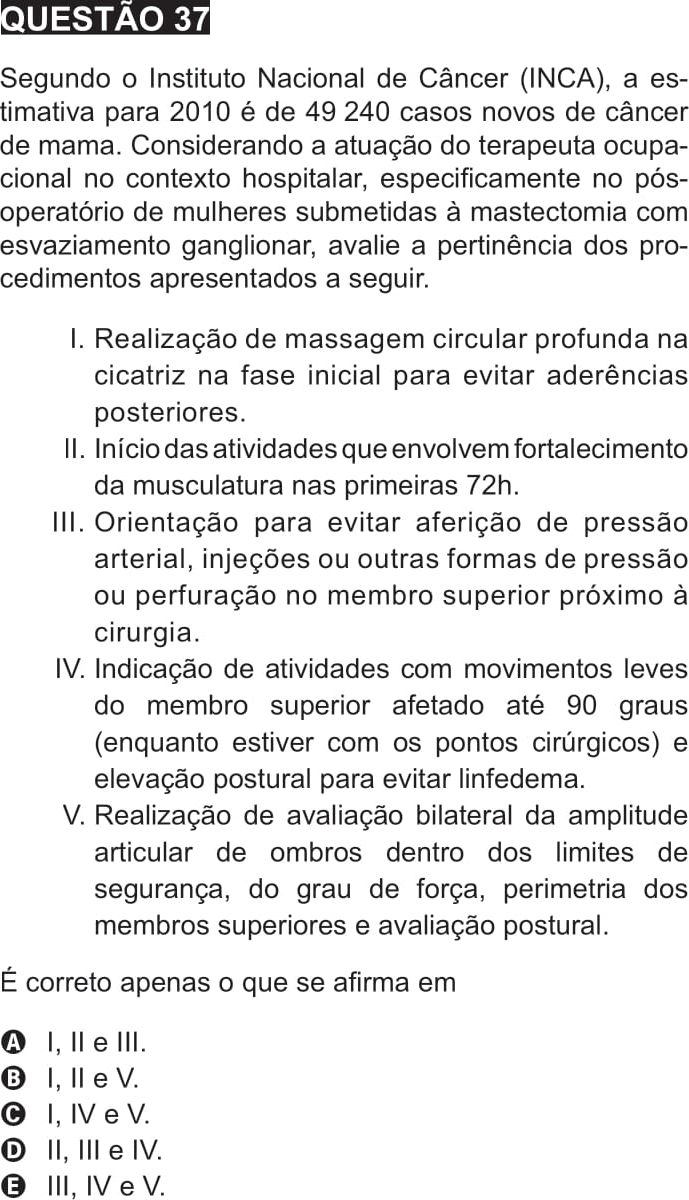 QUESTÃO 37
Segundo o Instituto Nacional de Câncer (INCA), a es-
timativa para 2010 é de 49 240 casos novos de câncer
de mama. Considerando a atuação do terapeuta ocupa-
cional no contexto hospitalar, especificamente no pós-
operatório de mulheres submetidas à mastectomia com
esvaziamento ganglionar, avalie a pertinência dos pro-
cedimentos apresentados a seguir.
I. Realização de massagem circular profunda na
cicatriz na fase inicial para evitar aderências
posteriores.
II. Início das atividades que envolvem fortalecimento
da musculatura nas primeiras 72h.
III. Orientação para evitar aferição de pressão
arterial, injeções ou outras formas de pressão
ou perfuração no membro superior próximo à
cirurgia.
IV. Indicação de atividades com movimentos leves
do membro superior afetado até 90 graus
(enquanto estiver com os pontos cirúrgicos) e
elevação postural para evitar linfedema.
V. Realização de avaliação bilateral da amplitude
articular de ombros dentro dos limites de
segurança, do grau de força, perimetria dos
membros superiores e avaliação postural.
É correto apenas o que se afirma em
A I, II e III.
B I, II e V.
C I, IV e V.
D II, III e IV.
E III, IV e V.